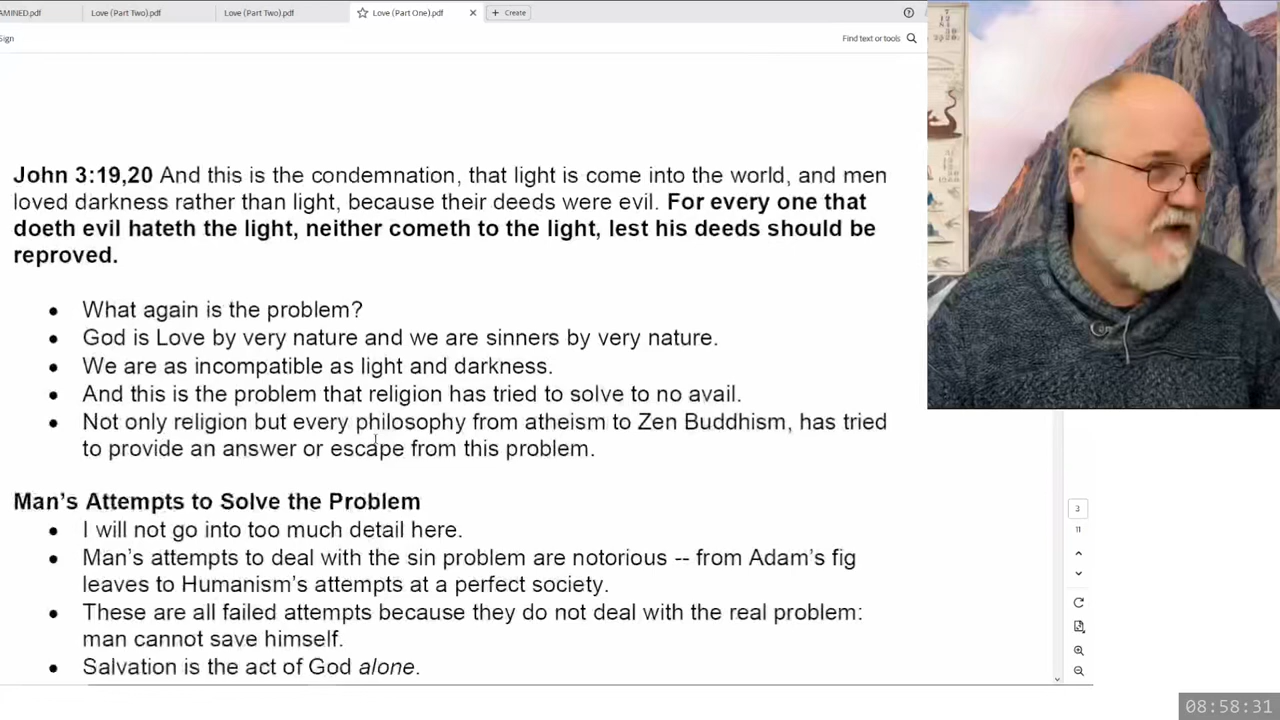 AMINED.pdf
Love (Part Two).pdf
Love (Part Two).pdf
Love (Part One).pdf
+ Create
Sign
Find text or tools
John 3:19,20 And this is the condemnation, that light is come into the world, and men
loved darkness rather than light, because their deeds were evil. For every one that
doeth evil hateth the light, neither cometh to the light, lest his deeds should be
reproved.
• What again is the problem?
• God is Love by very nature and we are sinners by very nature.
• We are as incompatible as light and darkness.
• And this is the problem that religion has tried to solve to no avail.
• Not only religion but every philosophy from atheism to Zen Buddhism, has tried
to provide an answer or escape from this problem.
Man's Attempts to Solve the Problem
• I will not go into too much detail here.
• Man's attempts to deal with the sin problem are notorious -- from Adam's fig
leaves to Humanism's attempts at a perfect society.
• These are all failed attempts because they do not deal with the real problem:
man cannot save himself.
• Salvation is the act of God alone.
3
11
08:58:31